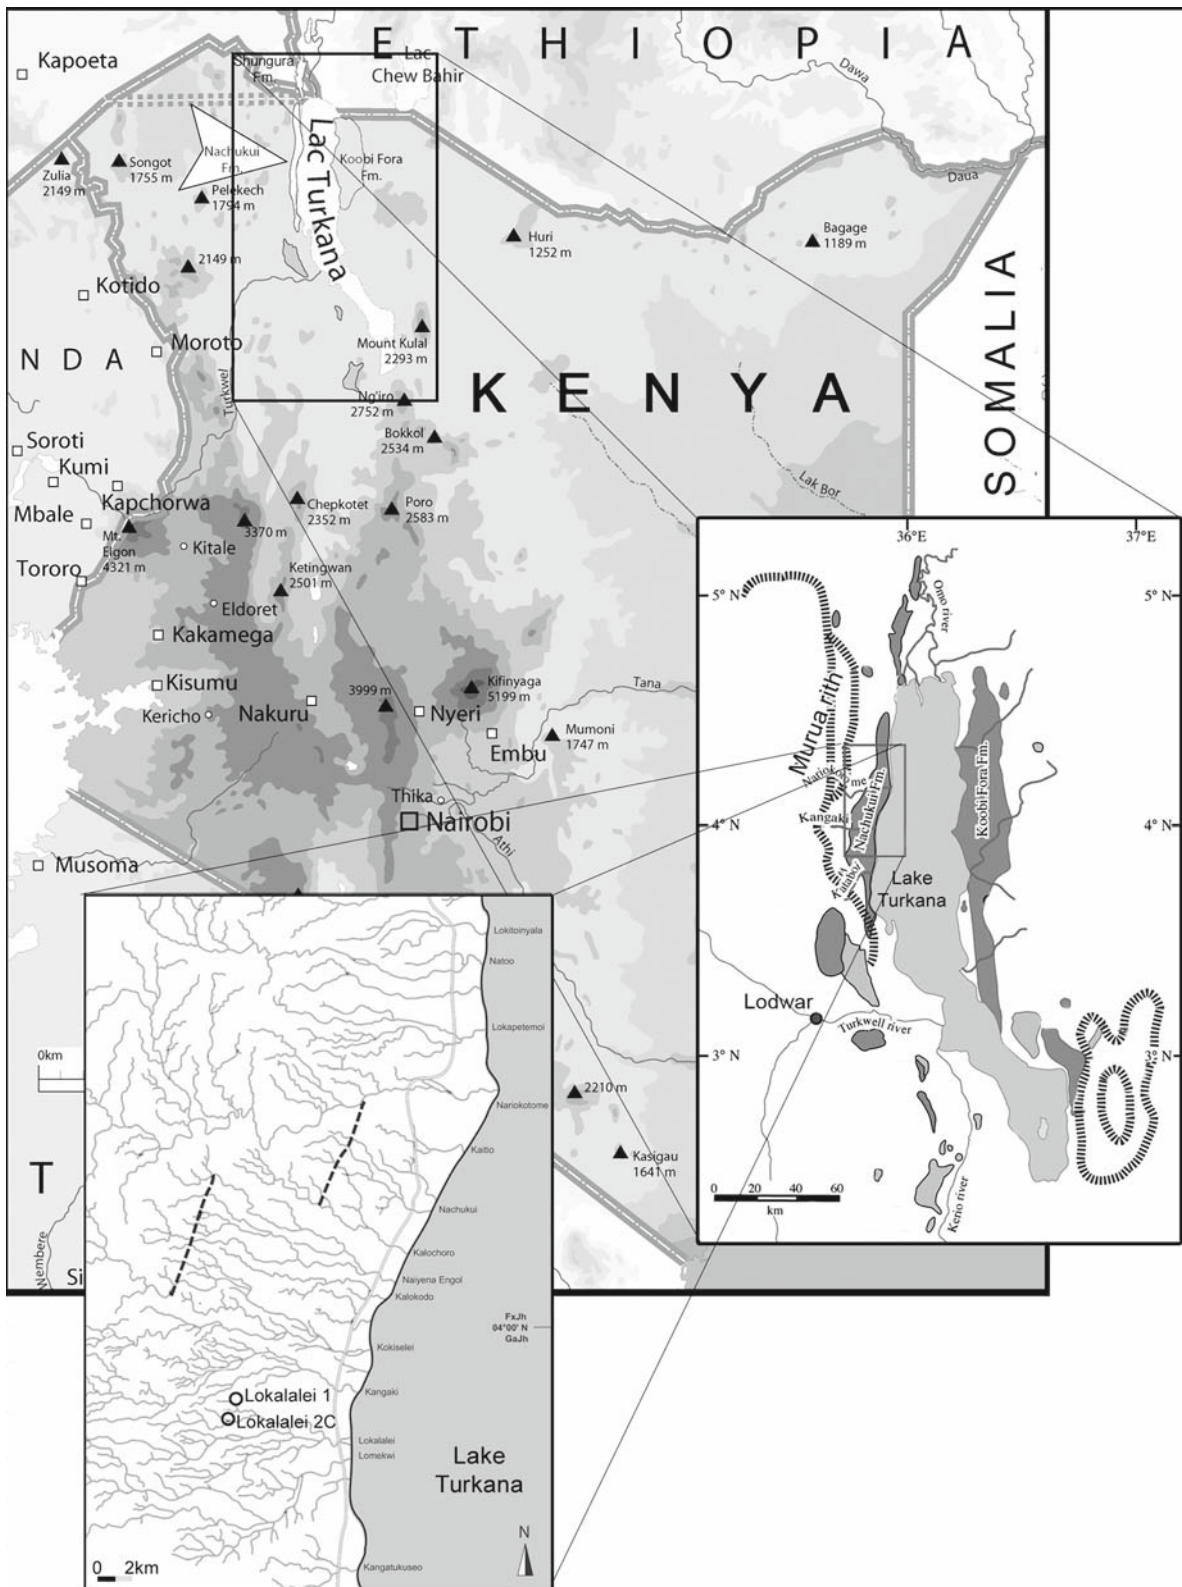 E T H I O P I A
Kapoeta
Shungura
Fm.
Lac
Chew Bahir
Dawa
Lac Turkana
Nachukui
Fm.
Koobi Fora
Fm.
Zulia
2149 m
Songot
1755 m
Pelekech
1794 m
Daua
Huri
1252 m
Bagage
1189 m
2149 m
Kotido
SOMALIA
Moroto
N D A
Mount Kulal
2293 m
Turkwel
K E N Y A
Ng'iro
2752 m
Bokkol
2534 m
Soroti
Kumi
Kapchorwa
Lak Bor
Mbale
Mt.
Elgon
4321 m
3370 m
Chepkotet
2352 m
Poro
2583 m
Kitale
Tororo
Ketingwan
2501 m
Eldoret
Kakamega
Kisumu
Kericho
Nakuru
3999 m
Kifinyaga
5199 m
Nyeri
Tana
Embu
Mumoni
1747 m
Thika
Nairobi
Athi
Musoma
0km
2210 m
Kasigau
1641 m
T
Wembere
Si
36°E
37°E
5° N
5° N
Omo river
Murua rith
Nachukui Fm.
Koobi Fora Fm.
Kangaki
4° N
4° N
Kataboi
Lake
Turkana
Lodwar
Turkwell river
3° N
3° N
0 20 40 60
km
Kerio river
Lokitoinyala
Natoo
Lokapetemoi
Nariokotome
Kaitio
Nachukui
Kalochoro
Naiyena Engol
Kalokodo
FxJh
04°00' N
GaJh
Kokiselei
Kangaki
Lokalalei 1
Lokalalei 2C
Lokalalei
Lomekwi
Lake
Turkana
N
0 2km
Kangatukuseo